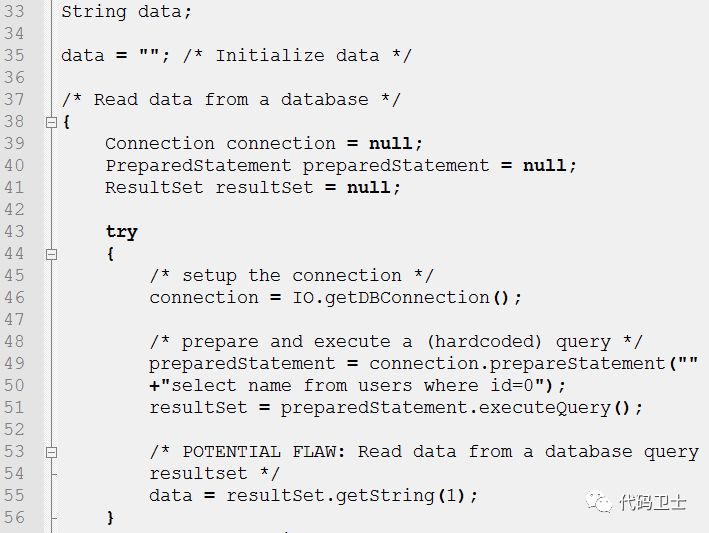 33 String data;
34
35 data = ""; /* Initialize data */
36
37 /* Read data from a database */
38 {
39 Connection connection = null;
40 PreparedStatement preparedStatement = null;
41 ResultSet resultSet = null;
42
43 try
44 {
45 /* setup the connection */
46 connection = IO.getDBConnection();
47
48 /* prepare and execute a (hardcoded) query */
49 preparedStatement = connection.prepareStatement(""
50 +"select name from users where id=0");
51 resultSet = preparedStatement.executeQuery();
52
53 /* POTENTIAL FLAW: Read data from a database query
54 resultset */
55 data = resultSet.getString(1);
56 }
代码卫士